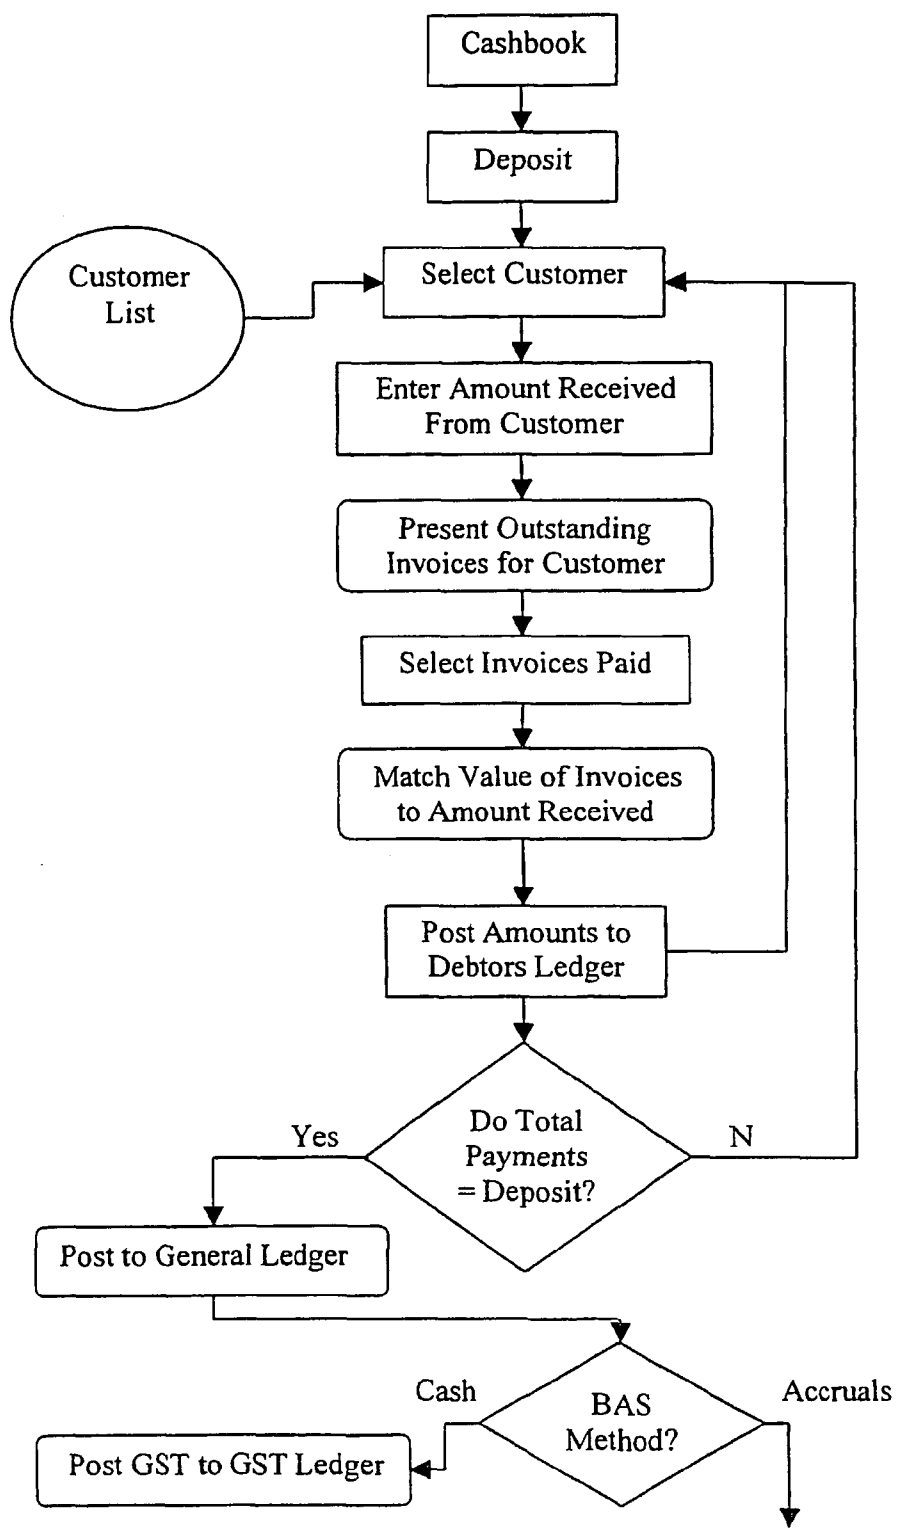 Cashbook
Deposit
Customer
List
Select Customer
Enter Amount Received
From Customer
Present Outstanding
Invoices for Customer
Select Invoices Paid
Match Value of Invoices
to Amount Received
Post Amounts to
Debtors Ledger
Do Total
Payments
= Deposit?
Yes
N
Post to General Ledger
BAS
Method?
Cash
Accruals
Post GST to GST Ledger